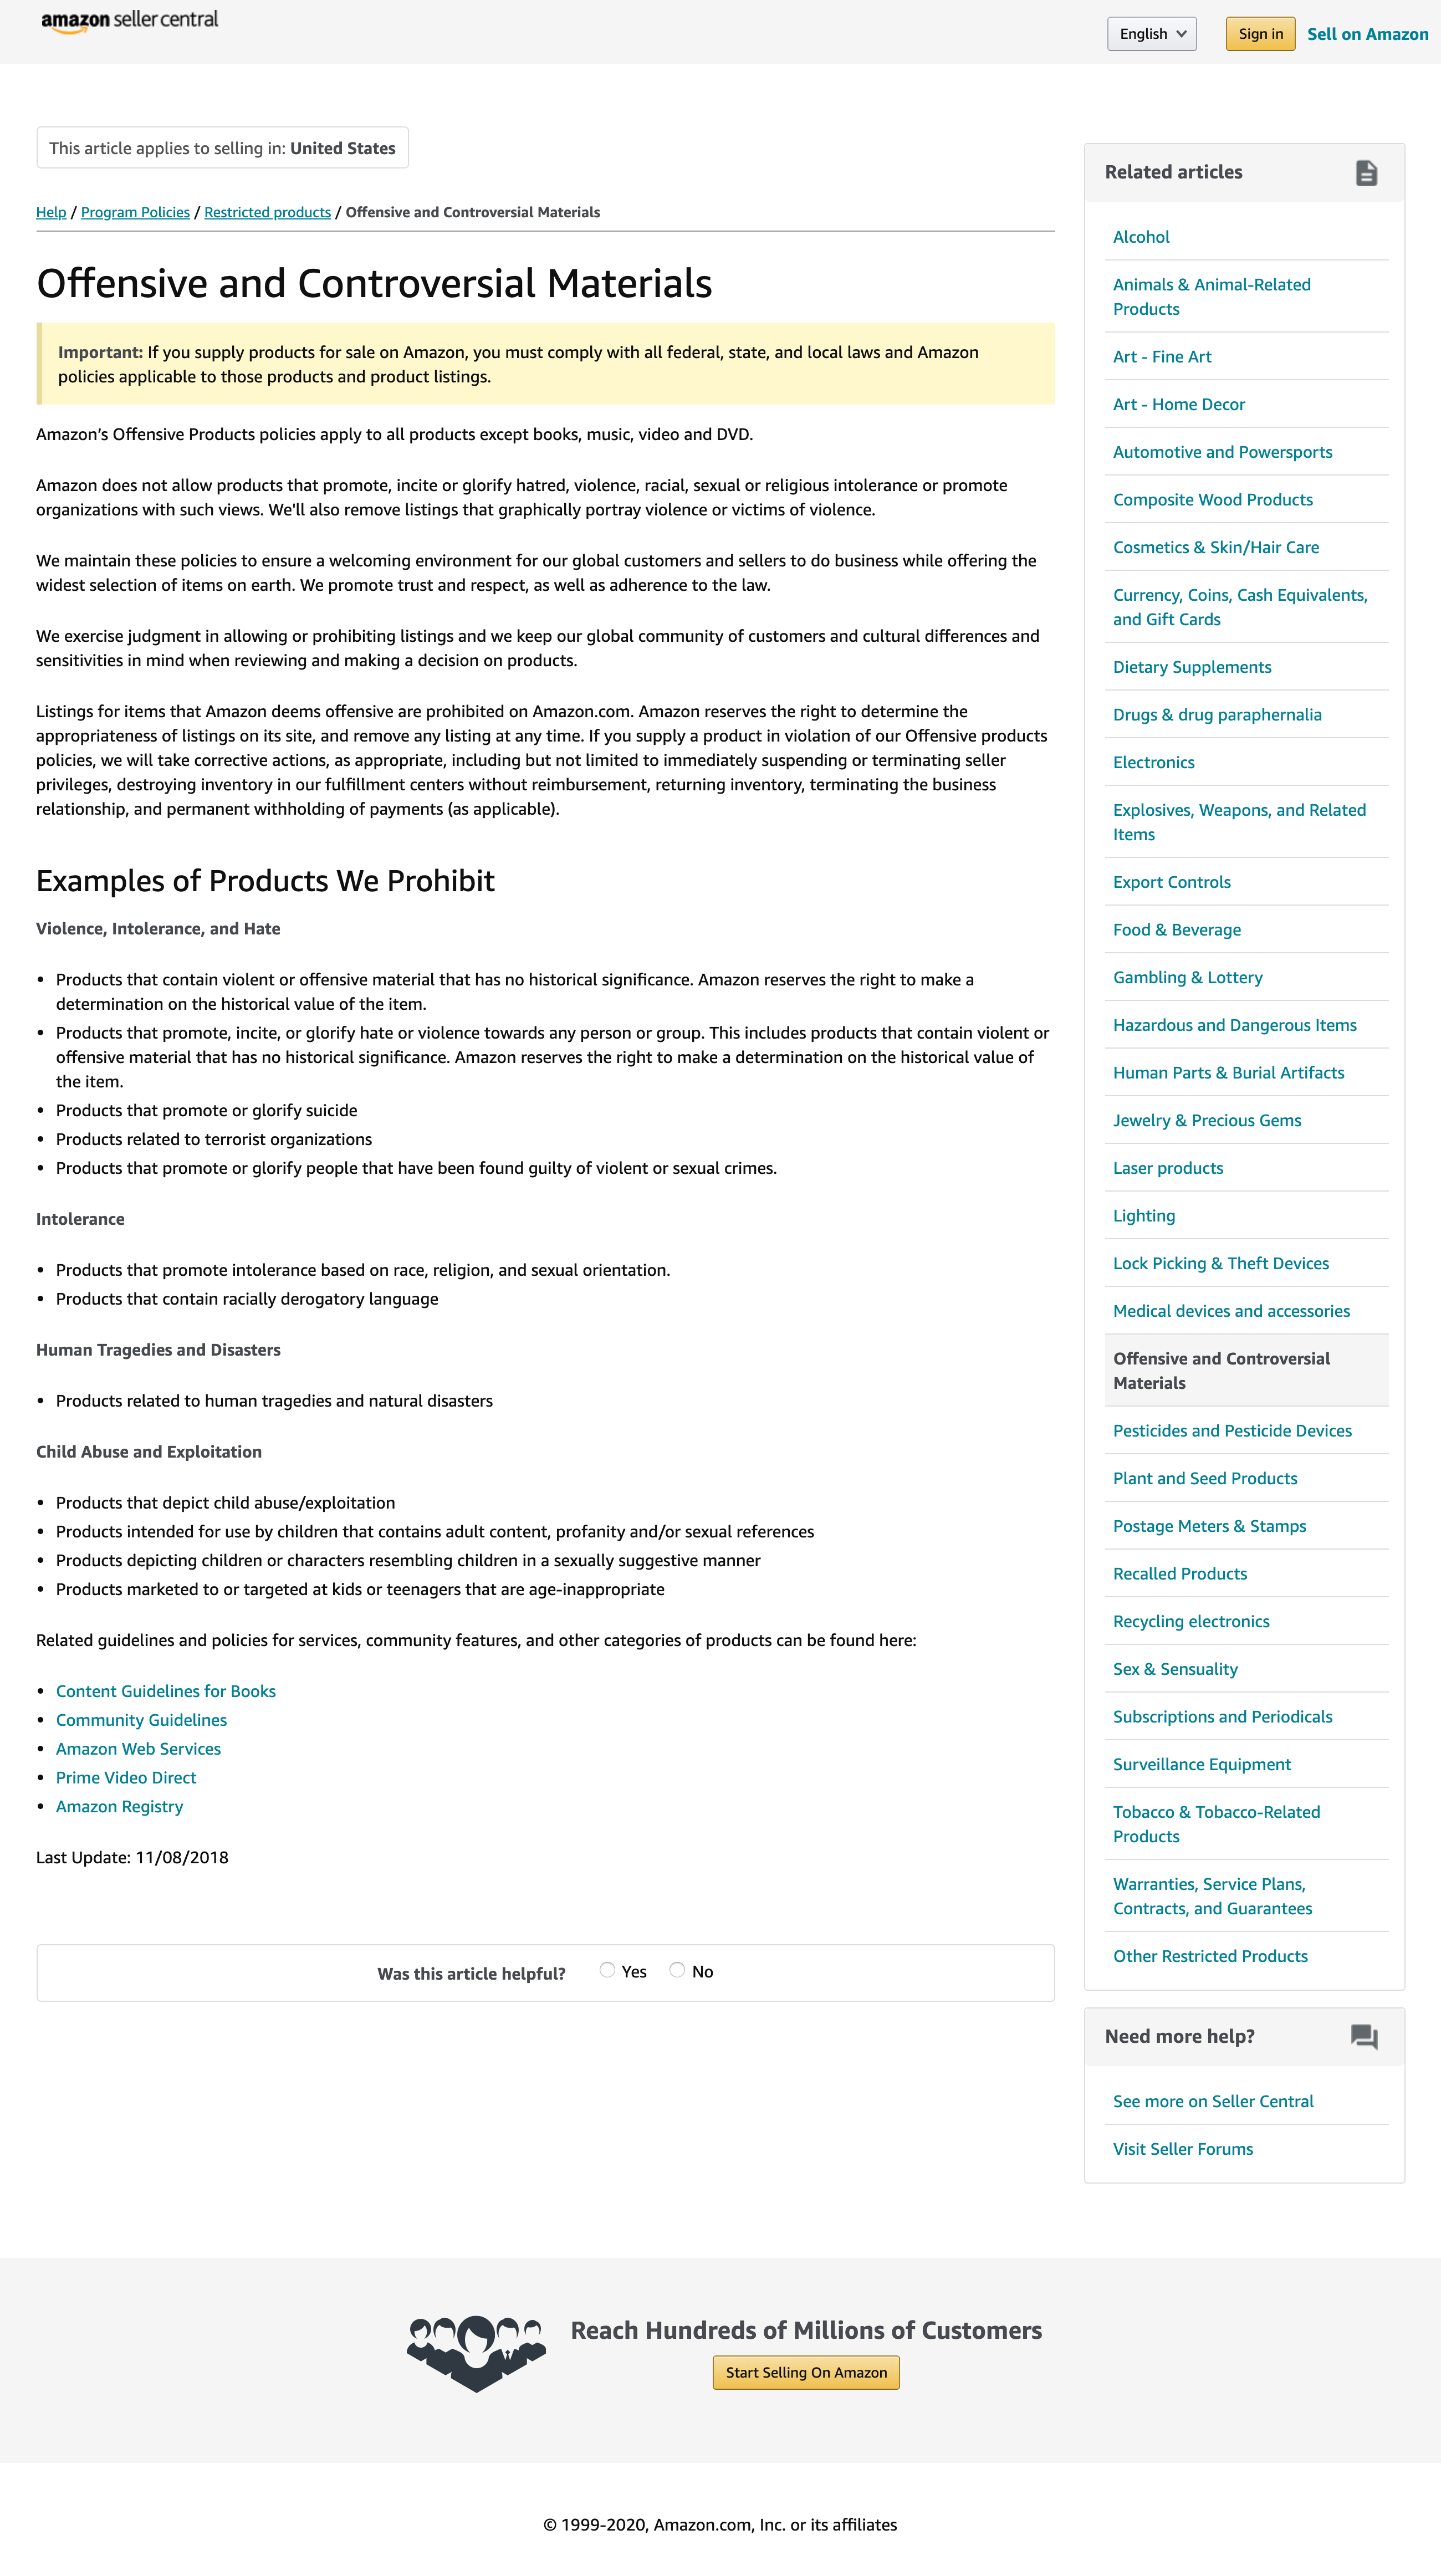 amazon seller central
English
Sign in
Sell on Amazon
This article applies to selling in: United States
Help / Program Policies / Restricted products / Offensive and Controversial Materials
Offensive and Controversial Materials
Important: If you supply products for sale on Amazon, you must comply with all federal, state, and local laws and Amazon
policies applicable to those products and product listings.
Amazon’s Offensive Products policies apply to all products except books, music, video and DVD.
Amazon does not allow products that promote, incite or glorify hatred, violence, racial, sexual or religious intolerance or promote
organizations with such views. We'll also remove listings that graphically portray violence or victims of violence.
We maintain these policies to ensure a welcoming environment for our global customers and sellers to do business while offering the
widest selection of items on earth. We promote trust and respect, as well as adherence to the law.
We exercise judgment in allowing or prohibiting listings and we keep our global community of customers and cultural differences and
sensitivities in mind when reviewing and making a decision on products.
Listings for items that Amazon deems offensive are prohibited on Amazon.com. Amazon reserves the right to determine the
appropriateness of listings on its site, and remove any listing at any time. If you supply a product in violation of our Offensive products
policies, we will take corrective actions, as appropriate, including but not limited to immediately suspending or terminating seller
privileges, destroying inventory in our fulfillment centers without reimbursement, returning inventory, terminating the business
relationship, and permanent withholding of payments (as applicable).
Examples of Products We Prohibit
Violence, Intolerance, and Hate
• Products that contain violent or offensive material that has no historical significance. Amazon reserves the right to make a
determination on the historical value of the item.
• Products that promote, incite, or glorify hate or violence towards any person or group. This includes products that contain violent or
offensive material that has no historical significance. Amazon reserves the right to make a determination on the historical value of
the item.
• Products that promote or glorify suicide
• Products related to terrorist organizations
• Products that promote or glorify people that have been found guilty of violent or sexual crimes.
Intolerance
• Products that promote intolerance based on race, religion, and sexual orientation.
• Products that contain racially derogatory language
Human Tragedies and Disasters
• Products related to human tragedies and natural disasters
Child Abuse and Exploitation
• Products that depict child abuse/exploitation
• Products intended for use by children that contains adult content, profanity and/or sexual references
• Products depicting children or characters resembling children in a sexually suggestive manner
• Products marketed to or targeted at kids or teenagers that are age-inappropriate
Related guidelines and policies for services, community features, and other categories of products can be found here:
• Content Guidelines for Books
• Community Guidelines
• Amazon Web Services
• Prime Video Direct
• Amazon Registry
Last Update: 11/08/2018
Was this article helpful?
Yes
No
Related articles
Alcohol
Animals & Animal-Related
Products
Art - Fine Art
Art - Home Decor
Automotive and Powersports
Composite Wood Products
Cosmetics & Skin/Hair Care
Currency, Coins, Cash Equivalents,
and Gift Cards
Dietary Supplements
Drugs & drug paraphernalia
Electronics
Explosives, Weapons, and Related
Items
Export Controls
Food & Beverage
Gambling & Lottery
Hazardous and Dangerous Items
Human Parts & Burial Artifacts
Jewelry & Precious Gems
Laser products
Lighting
Lock Picking & Theft Devices
Medical devices and accessories
Offensive and Controversial
Materials
Pesticides and Pesticide Devices
Plant and Seed Products
Postage Meters & Stamps
Recalled Products
Recycling electronics
Sex & Sensuality
Subscriptions and Periodicals
Surveillance Equipment
Tobacco & Tobacco-Related
Products
Warranties, Service Plans,
Contracts, and Guarantees
Other Restricted Products
Need more help?
See more on Seller Central
Visit Seller Forums
Reach Hundreds of Millions of Customers
Start Selling On Amazon
© 1999-2020, Amazon.com, Inc. or its affiliates